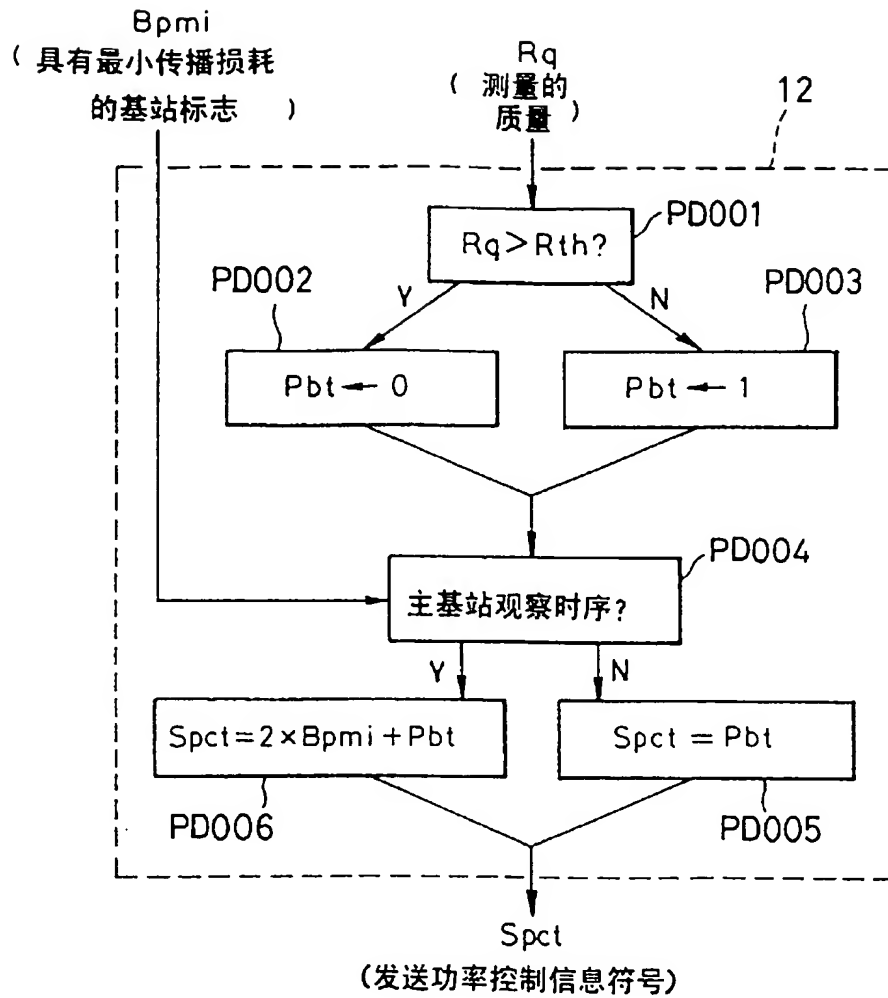 Bpmi
( 具有最小传播损耗
的基站标志 )
Rq
( 测量的
质量 )
12
PD001
Rq>Rth?
PD002
Y
N
PD003
Pbt←0
Pbt←1
PD004
主基站观察时序?
Y
N
Spct=2×Bpmi+Pbt
Spct=Pbt
PD006
PD005
Spct
(发送功率控制信息符号)